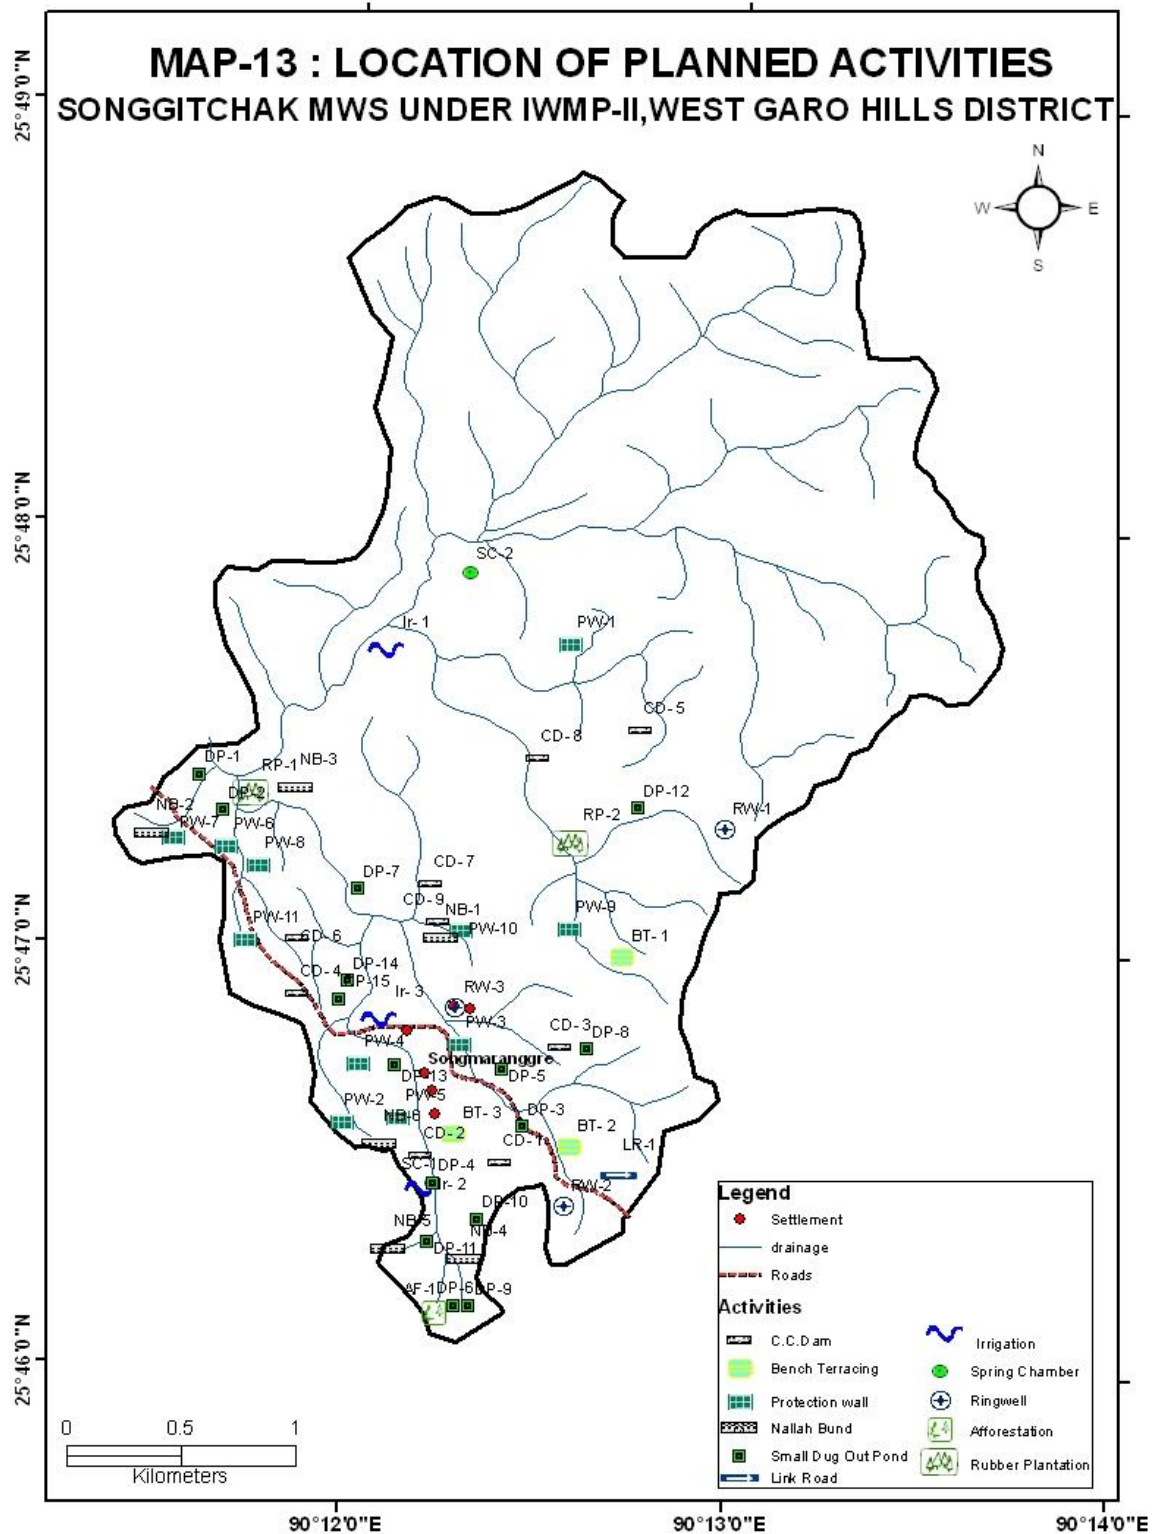 MAP-13 : LOCATION OF PLANNED ACTIVITIES
SONGGITCHAK MWS UNDER IWMP-II,WEST GARO HILLS DISTRICT
25°49'0"N
N
W E
S
25°48'0"N
SC-2
Ir- 1
PW-1
CD-5
CD-8
DP-1
RP-1
NB-3
NB-2
DP-2
DP-12
RP-2
RW-1
PW-7
PW-6
PW-8
DP-7
CD-7
CD-9
NB-1
PW-9
25°47'0"N
PW-11
CD-6
PW-10
BT-1
CD-4
DP-14
P-15
Ir- 3
RW-3
PW-3
CD-3
DP-8
PW-4
Songmaranggre
DP-13
DP-5
PW-5
PW-2
NB-6
BT-3
DP-3
CD-2
CD-1
BT-2
LR-1
SC-1
DP-4
Ir- 2
RW-2
DP-10
NB-5
NB-4
DP-11
AF-1
DP-6
DP-9
25°46'0"N
Legend
Settlement
drainage
Roads
Activities
C.C.Dam
Bench Terracing
Protection wall
Nallah Bund
Small Dug Out Pond
Link Road
Irrigation
Spring Chamber
Ringwell
Afforestation
Rubber Plantation
0 0.5 1
Kilometers
90°12'0"E 90°13'0"E 90°14'0"E